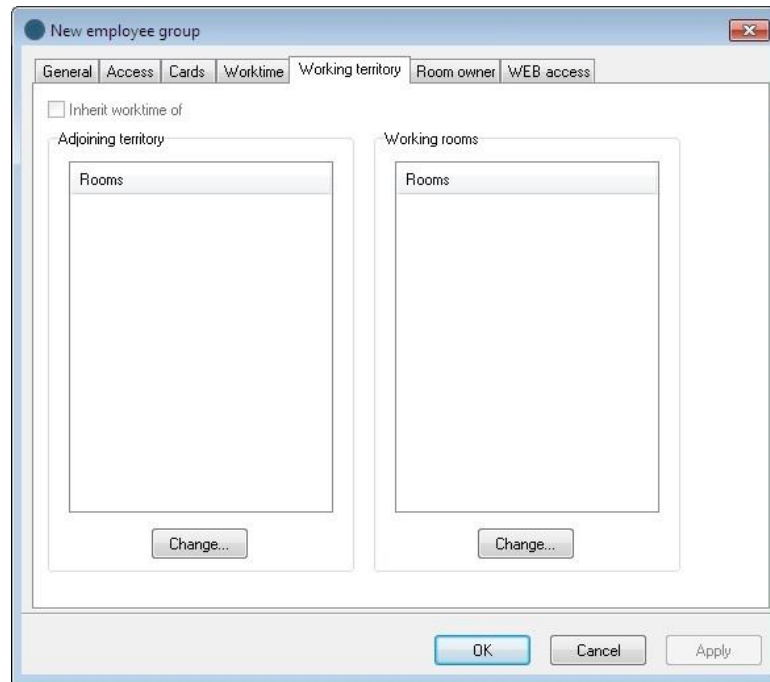 New employee group
General Access Cards Worktime Working territory Room owner WEB access
Inherit worktime of
Adjoining territory Working rooms
Rooms Rooms
Change... Change...
OK Cancel Apply